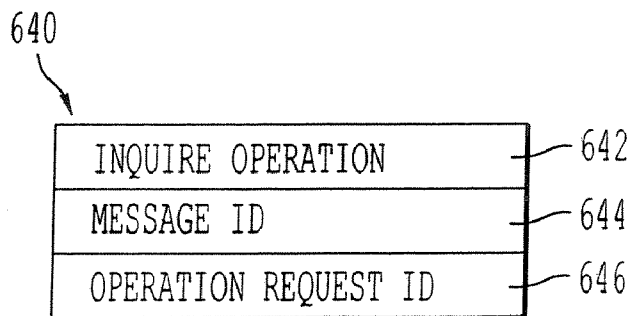 640
INQUIRE OPERATION 642
MESSAGE ID 644
OPERATION REQUEST ID 646